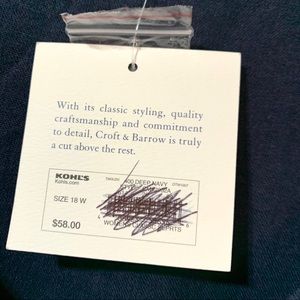 With its classic styling, quality
craftsmanship and commitment
to detail, Croft & Barrow is truly
a cut above the rest.
KOHL'S
Kohls.com
400 DEEP NAVY
SIZE 18 W
$58.00